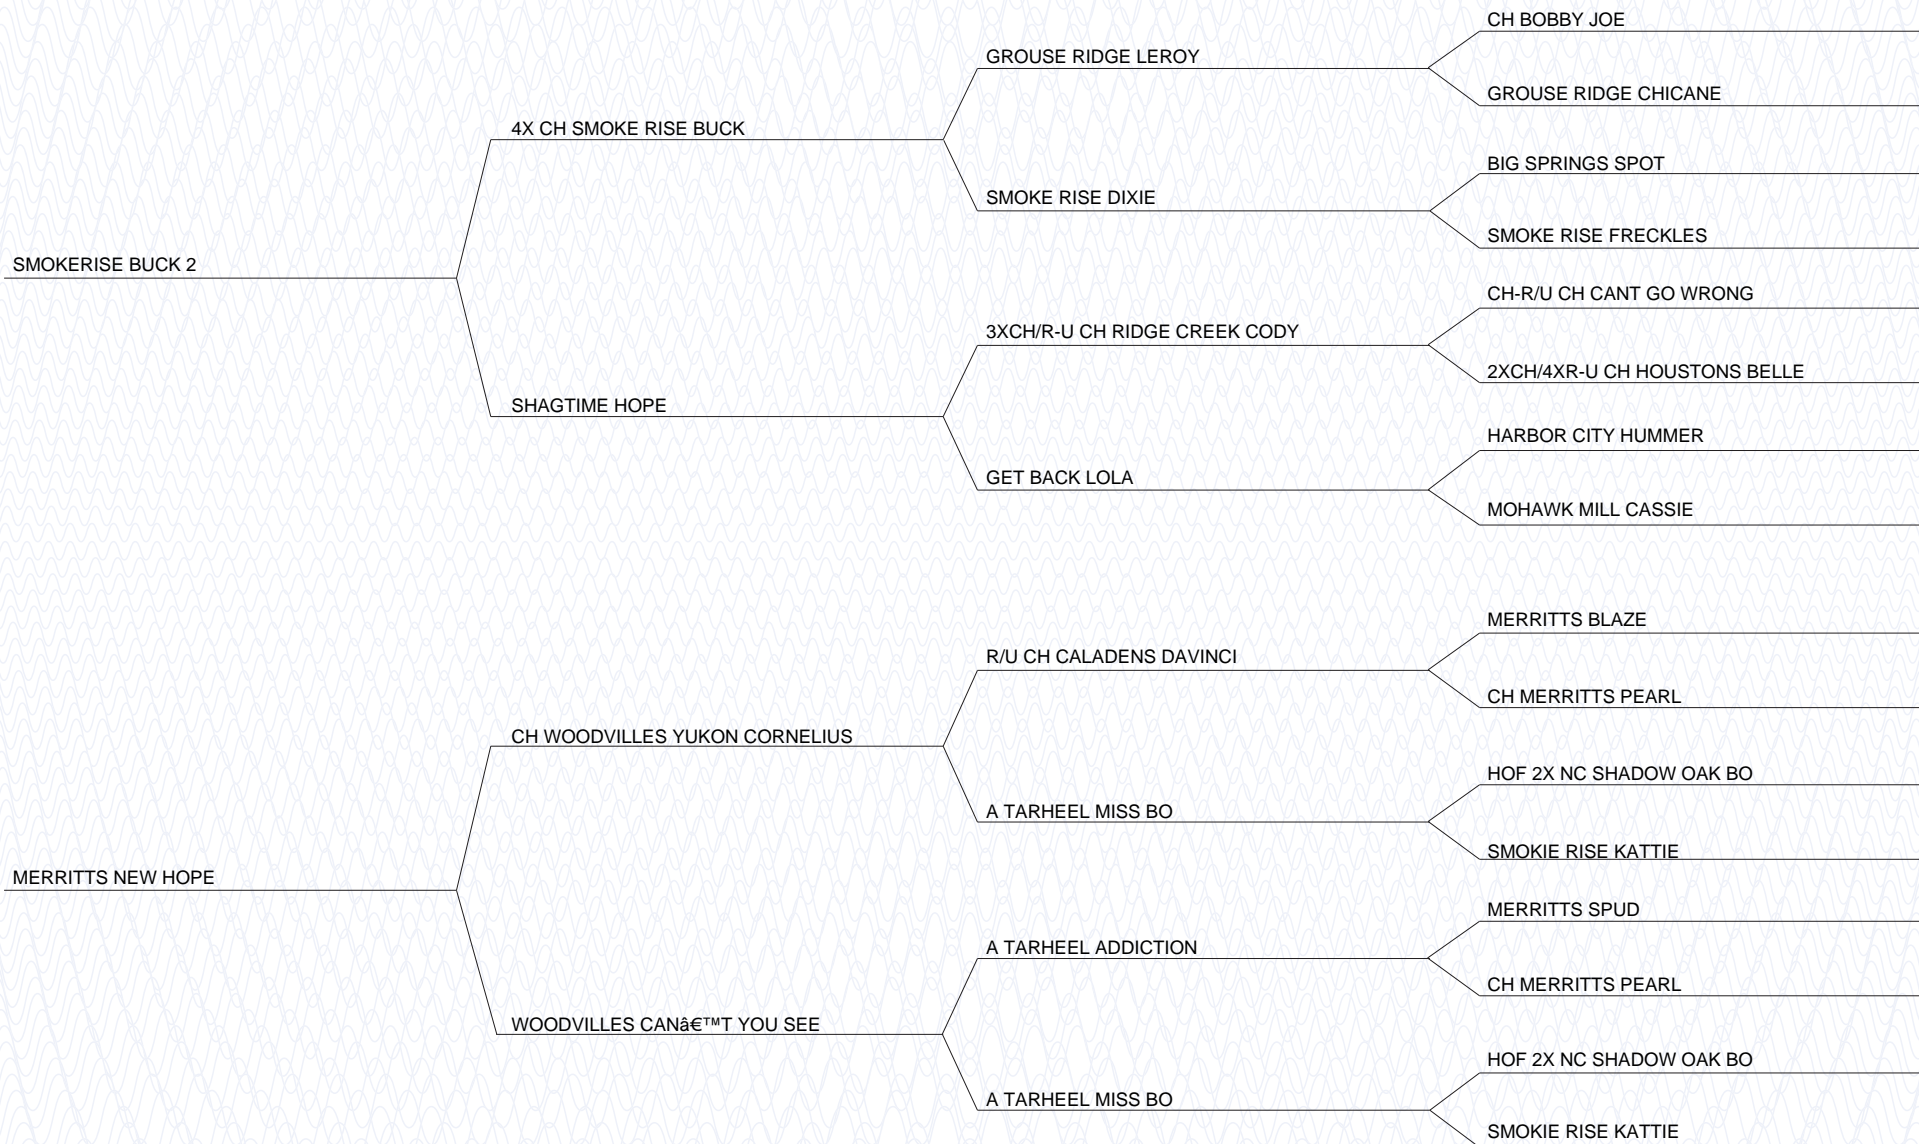 CH BOBBY JOE
GROUSE RIDGE LEROY
GROUSE RIDGE CHICANE
4X CH SMOKE RISE BUCK
BIG SPRINGS SPOT
SMOKE RISE DIXIE
SMOKE RISE FRECKLES
SMOKERISE BUCK 2
CH-R/U CH CANT GO WRONG
3XCH/R-U CH RIDGE CREEK CODY
2XCH/4XR-U CH HOUSTONS BELLE
SHAGTIME HOPE
HARBOR CITY HUMMER
GET BACK LOLA
MOHAWK MILL CASSIE
MERRITTS BLAZE
R/U CH CALADENS DAVINCI
CH MERRITTS PEARL
CH WOODVILLES YUKON CORNELIUS
HOF 2X NC SHADOW OAK BO
A TARHEEL MISS BO
SMOKIE RISE KATTIE
MERRITTS NEW HOPE
MERRITTS SPUD
A TARHEEL ADDICTION
CH MERRITTS PEARL
WOODVILLES CANâ€™T YOU SEE
HOF 2X NC SHADOW OAK BO
A TARHEEL MISS BO
SMOKIE RISE KATTIE